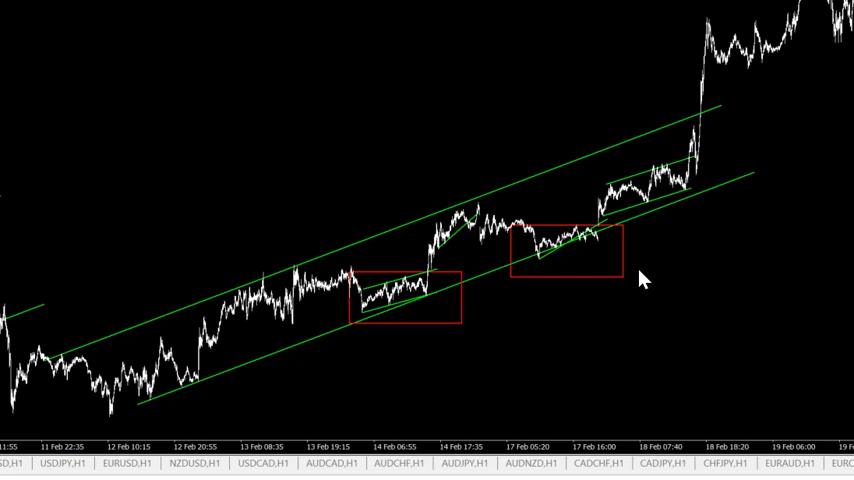 11:55 11 Feb 22:35 12 Feb 10:15 12 Feb 20:55 13 Feb 08:35 13 Feb 19:15 14 Feb 06:55 14 Feb 17:35 17 Feb 05:20 17 Feb 16:00 18 Feb 07:40 18 Feb 18:20 19 Feb 06:00 19 F
SD,H1 USDJPY,H1 EURUSD,H1 NZDUSD,H1 USDCAD,H1 AUDCAD,H1 AUDCHF,H1 AUDJPY,H1 AUDNZD,H1 CADCHF,H1 CADJPY,H1 CHFJPY,H1 EURAUD,H1 EURC